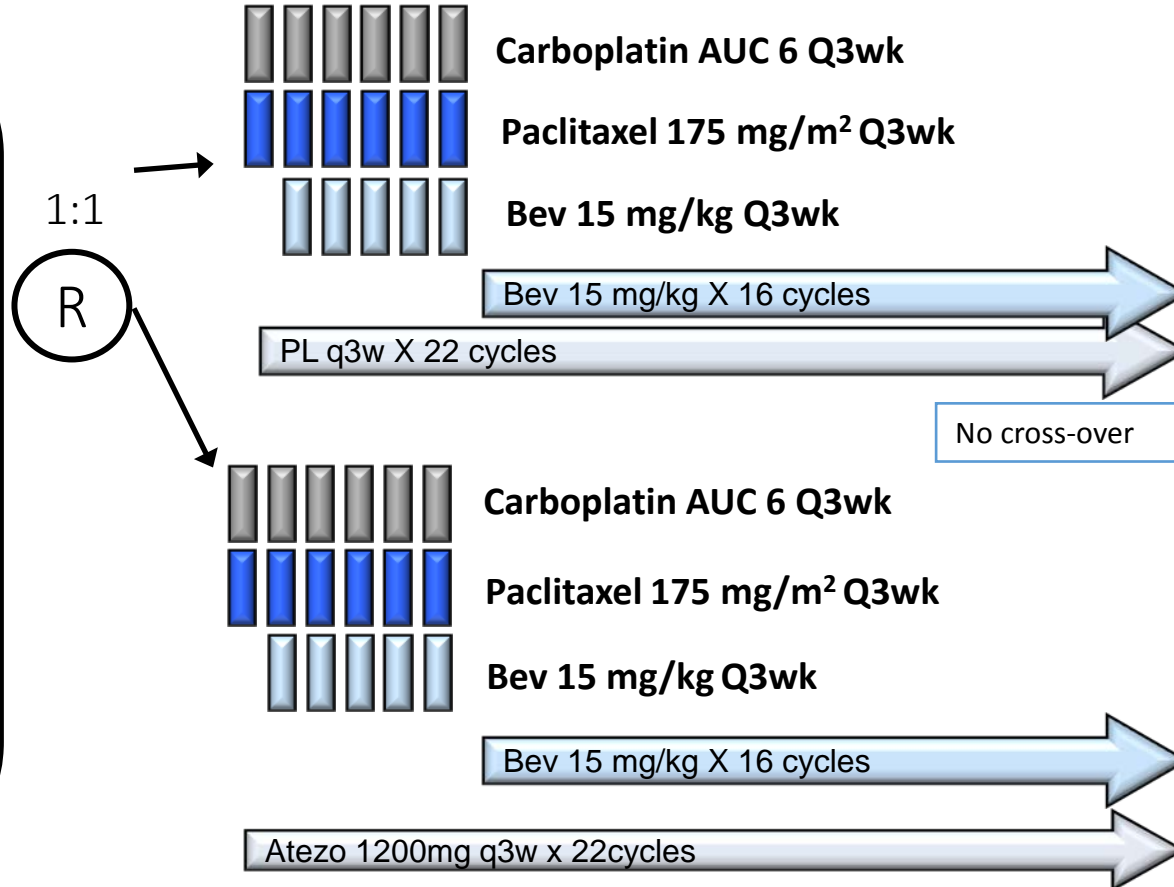 Carboplatin AUC 6 Q3wk
Paclitaxel 175 mg/m² Q3wk
1:1
Bev 15 mg/kg Q3wk
R
Bev 15 mg/kg X 16 cycles
PL q3w X 22 cycles
No cross-over
Carboplatin AUC 6 Q3wk
Paclitaxel 175 mg/m² Q3wk
Bev 15 mg/kg Q3wk
Bev 15 mg/kg X 16 cycles
Atezo 1200mg q3w x 22cycles